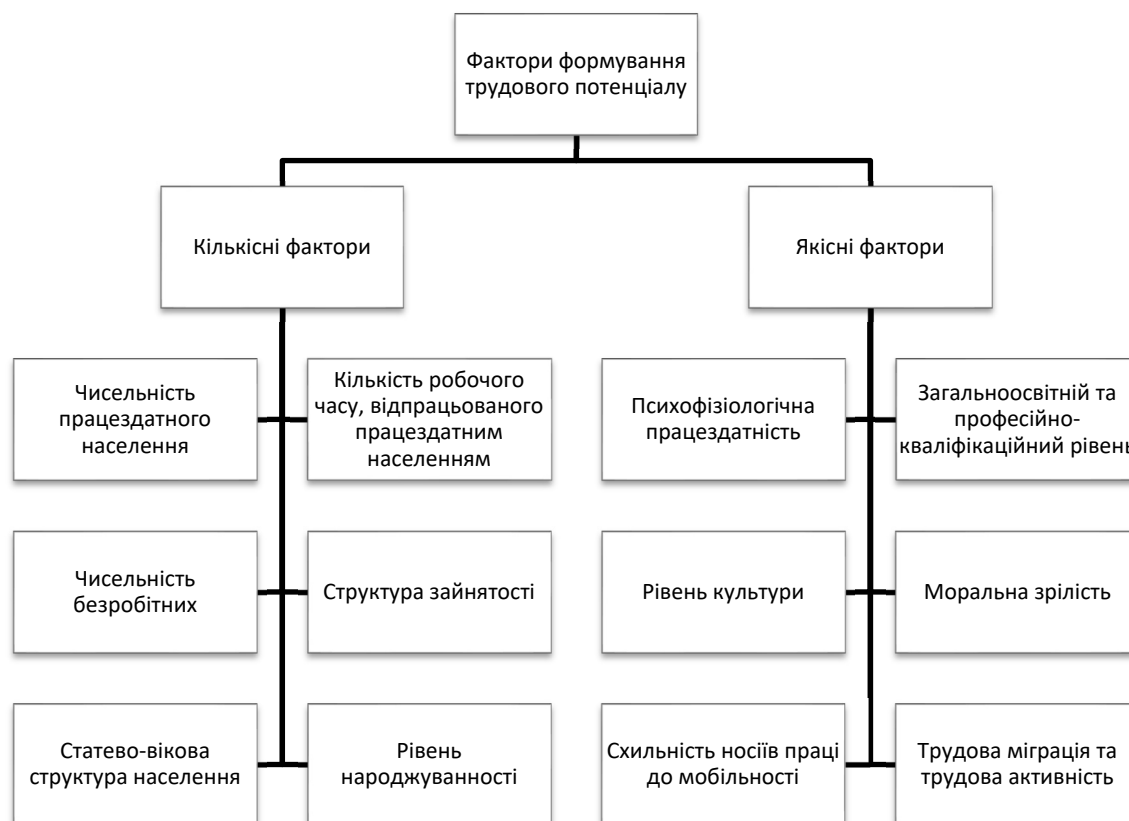 Фактори формування
трудового потенціалу
Кількісні фактори
Якісні фактори
Чисельність
працездатного
населення
Кількість робочого
часу, відпрацьованого
працездатним
населенням
Психофізіологічна
працездатність
Загальноосвітній та
професійно-
кваліфікаційний рівень
Чисельність
безробітних
Структура зайнятості
Рівень культури
Моральна зрілість
Статево-вікова
структура населення
Рівень
народжуванності
Схильність носіїв праці
до мобільності
Трудова міграція та
трудова активність